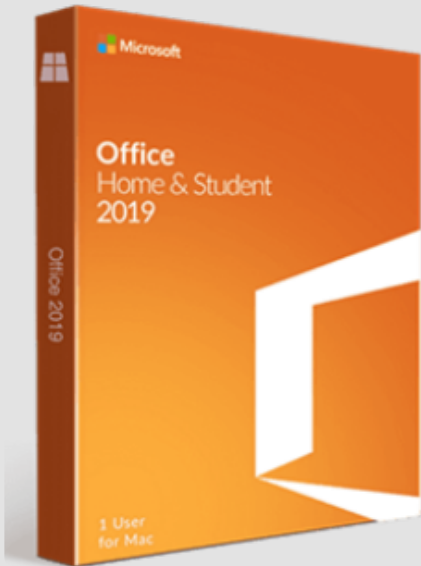 Microsoft
Office
Home & Student
2019
Office 2019
1 User
for Mac